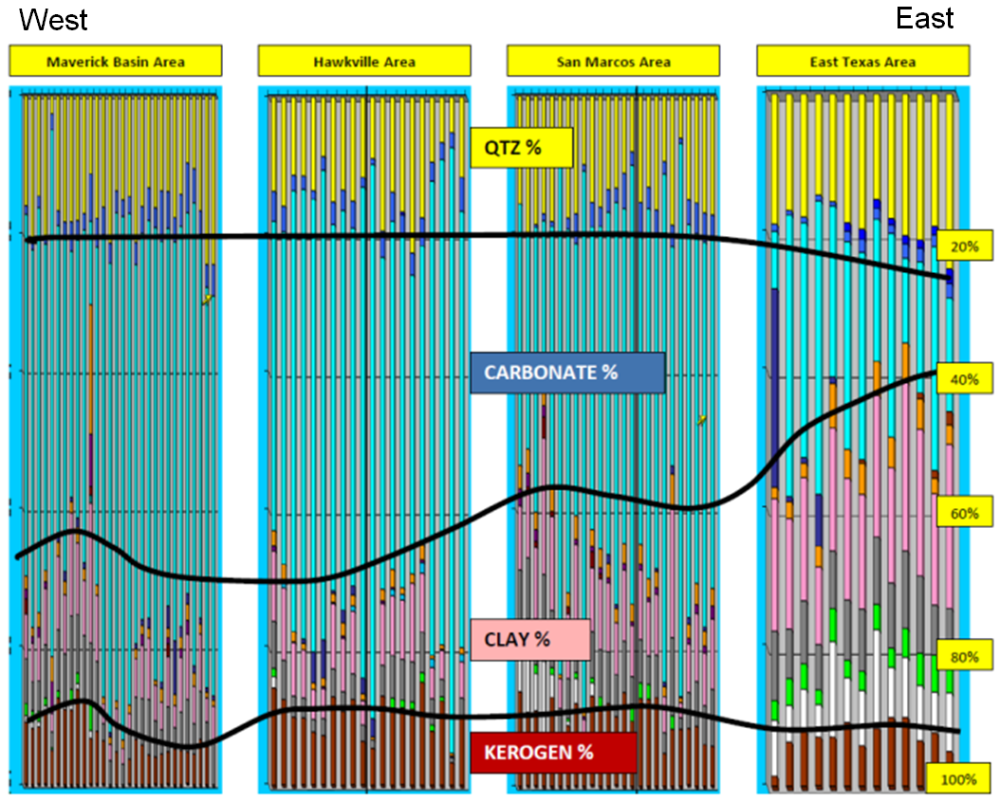 West
East
Maverick Basin Area
Hawkville Area
San Marcos Area
East Texas Area
QTZ %
20%
CARBONATE %
40%
60%
CLAY %
80%
KEROGEN %
100%